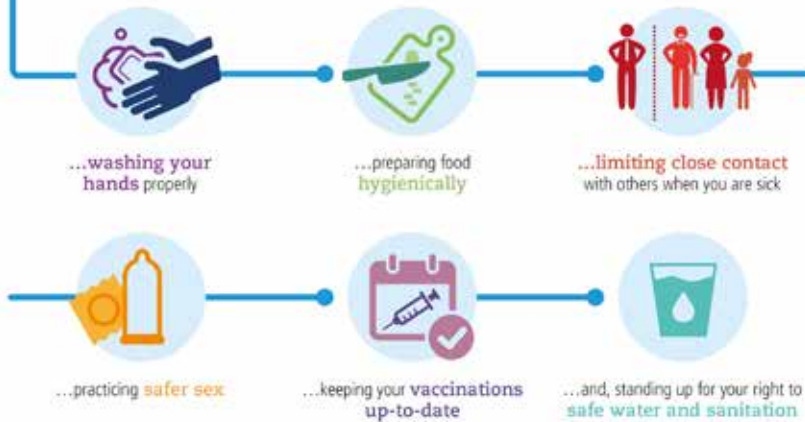 ...washing your
hands properly
...preparing food
hygienically
...limiting close contact
with others when you are sick
...practicing safer sex
...keeping your vaccinations
up-to-date
...and, standing up for your right to
safe water and sanitation